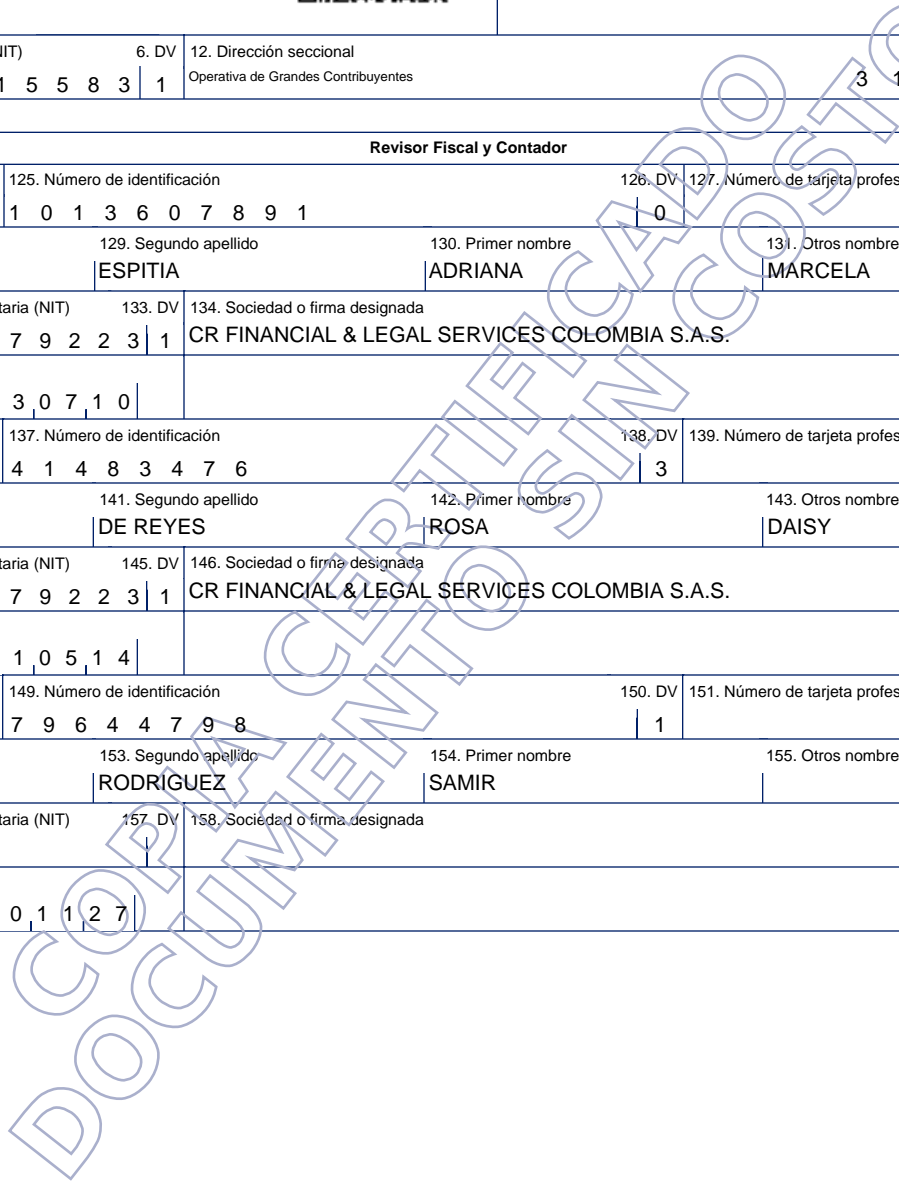 6. DV 12. Dirección seccional
5 5 8 3 1 Operativa de Grandes Contribuyentes 3
Revisor Fiscal y Contador
125. Número de identificación 126. DV 127. Número de tarjeta profes
1 0 1 3 6 0 7 8 9 1 0
129. Segundo apellido 130. Primer nombre 131. Otros nombre
ESPITIA ADRIANA MARCELA
taria (NIT) 133. DV 134. Sociedad o firma designada
7 9 2 2 3 1 CR FINANCIAL & LEGAL SERVICES COLOMBIA S.A.S.
3 0 7 1 0
137. Número de identificación 138. DV 139. Número de tarjeta profes
4 1 4 8 3 4 7 6 3
141. Segundo apellido 142. Primer nombre 143. Otros nombre
DE REYES ROSA DAISY
taria (NIT) 145. DV 146. Sociedad o firma designada
7 9 2 2 3 1 CR FINANCIAL & LEGAL SERVICES COLOMBIA S.A.S.
1 0 5 1 4
149. Número de identificación 150. DV 151. Número de tarjeta profes
7 9 6 4 4 7 9 8 1
153. Segundo apellido 154. Primer nombre 155. Otros nombre
RODRIGUEZ SAMIR
taria (NIT) 157. DV 158. Sociedad o firma designada
0 1 1 2 7
COPIA CERTIFICADO
DOCUMENTO SIN COSTO